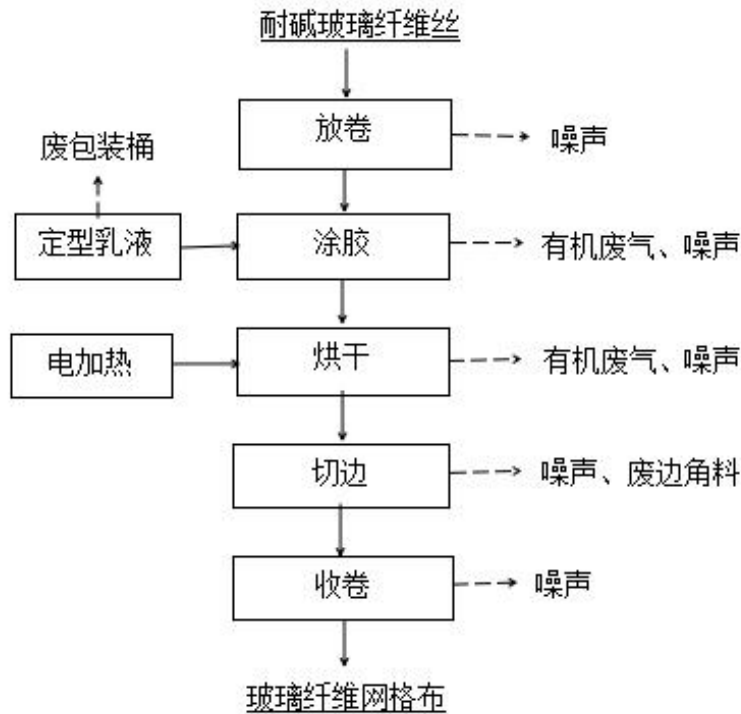 耐碱玻璃纤维丝
放卷
噪声
废包装桶
定型乳液
涂胶
有机废气、噪声
电加热
烘干
有机废气、噪声
切边
噪声、废边角料
收卷
噪声
玻璃纤维网格布